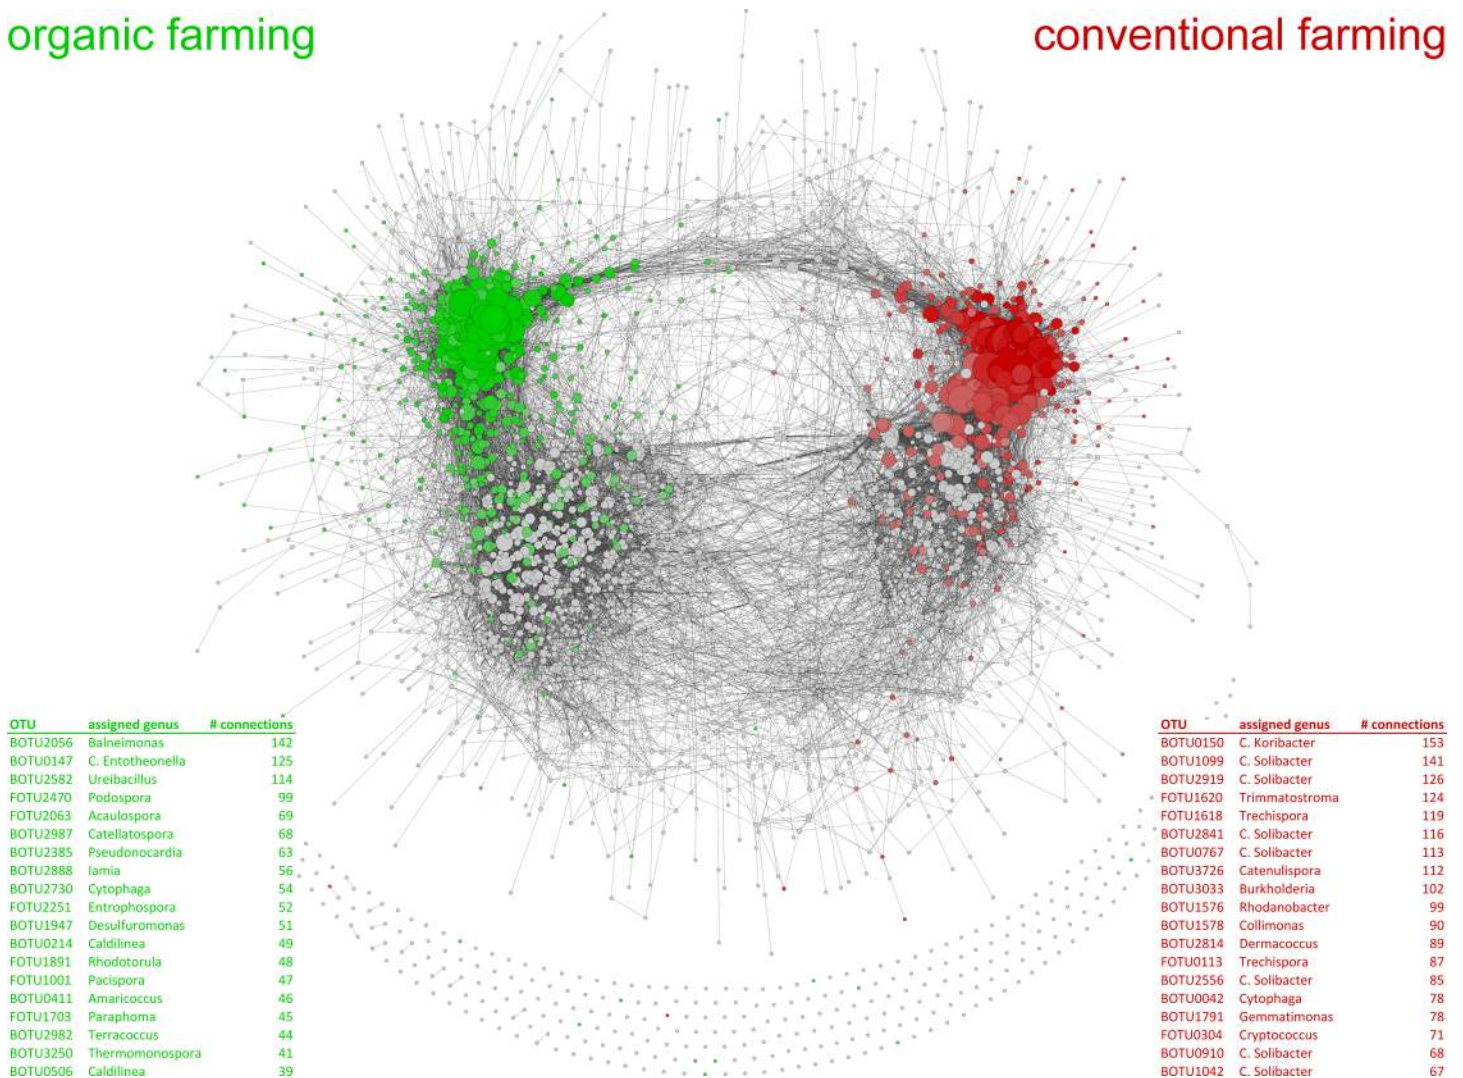 organic farming
conventional farming
OTU assigned genus # connections
BOTU2056 Balneimonas 142
BOTU0147 C. Entotheonella 125
BOTU2582 Ureibacillus 114
FOTU2470 Podospora 99
FOTU2063 Acaulospora 69
BOTU2987 Catellatospora 68
BOTU2385 Pseudonocardia 63
BOTU2888 Iamia 56
BOTU2730 Cytophaga 54
FOTU2251 Entrophospora 52
BOTU1947 Desulfuromonas 51
BOTU0214 Caldilinea 49
FOTU1891 Rhodotorula 48
FOTU1001 Pacispora 47
BOTU0411 Amaricoccus 46
FOTU1703 Paraphoma 45
BOTU2982 Terracoccus 44
BOTU3250 Thermomonospora 41
BOTU0506 Caldilinea 39
OTU assigned genus # connections
BOTU0150 C. Koribacter 153
BOTU1099 C. Solibacter 141
BOTU2919 C. Solibacter 126
FOTU1620 Trimmatostroma 124
FOTU1618 Trechispora 119
BOTU2841 C. Solibacter 116
BOTU0767 C. Solibacter 113
BOTU3726 Catenulispora 112
BOTU3033 Burkholderia 102
BOTU1576 Rhodanobacter 99
BOTU1578 Collimonas 90
BOTU2814 Dermacoccus 89
FOTU0113 Trechispora 87
BOTU2556 C. Solibacter 85
BOTU0042 Cytophaga 78
BOTU1791 Gemmatimonas 78
FOTU0304 Cryptococcus 71
BOTU0910 C. Solibacter 68
BOTU1042 C. Solibacter 67